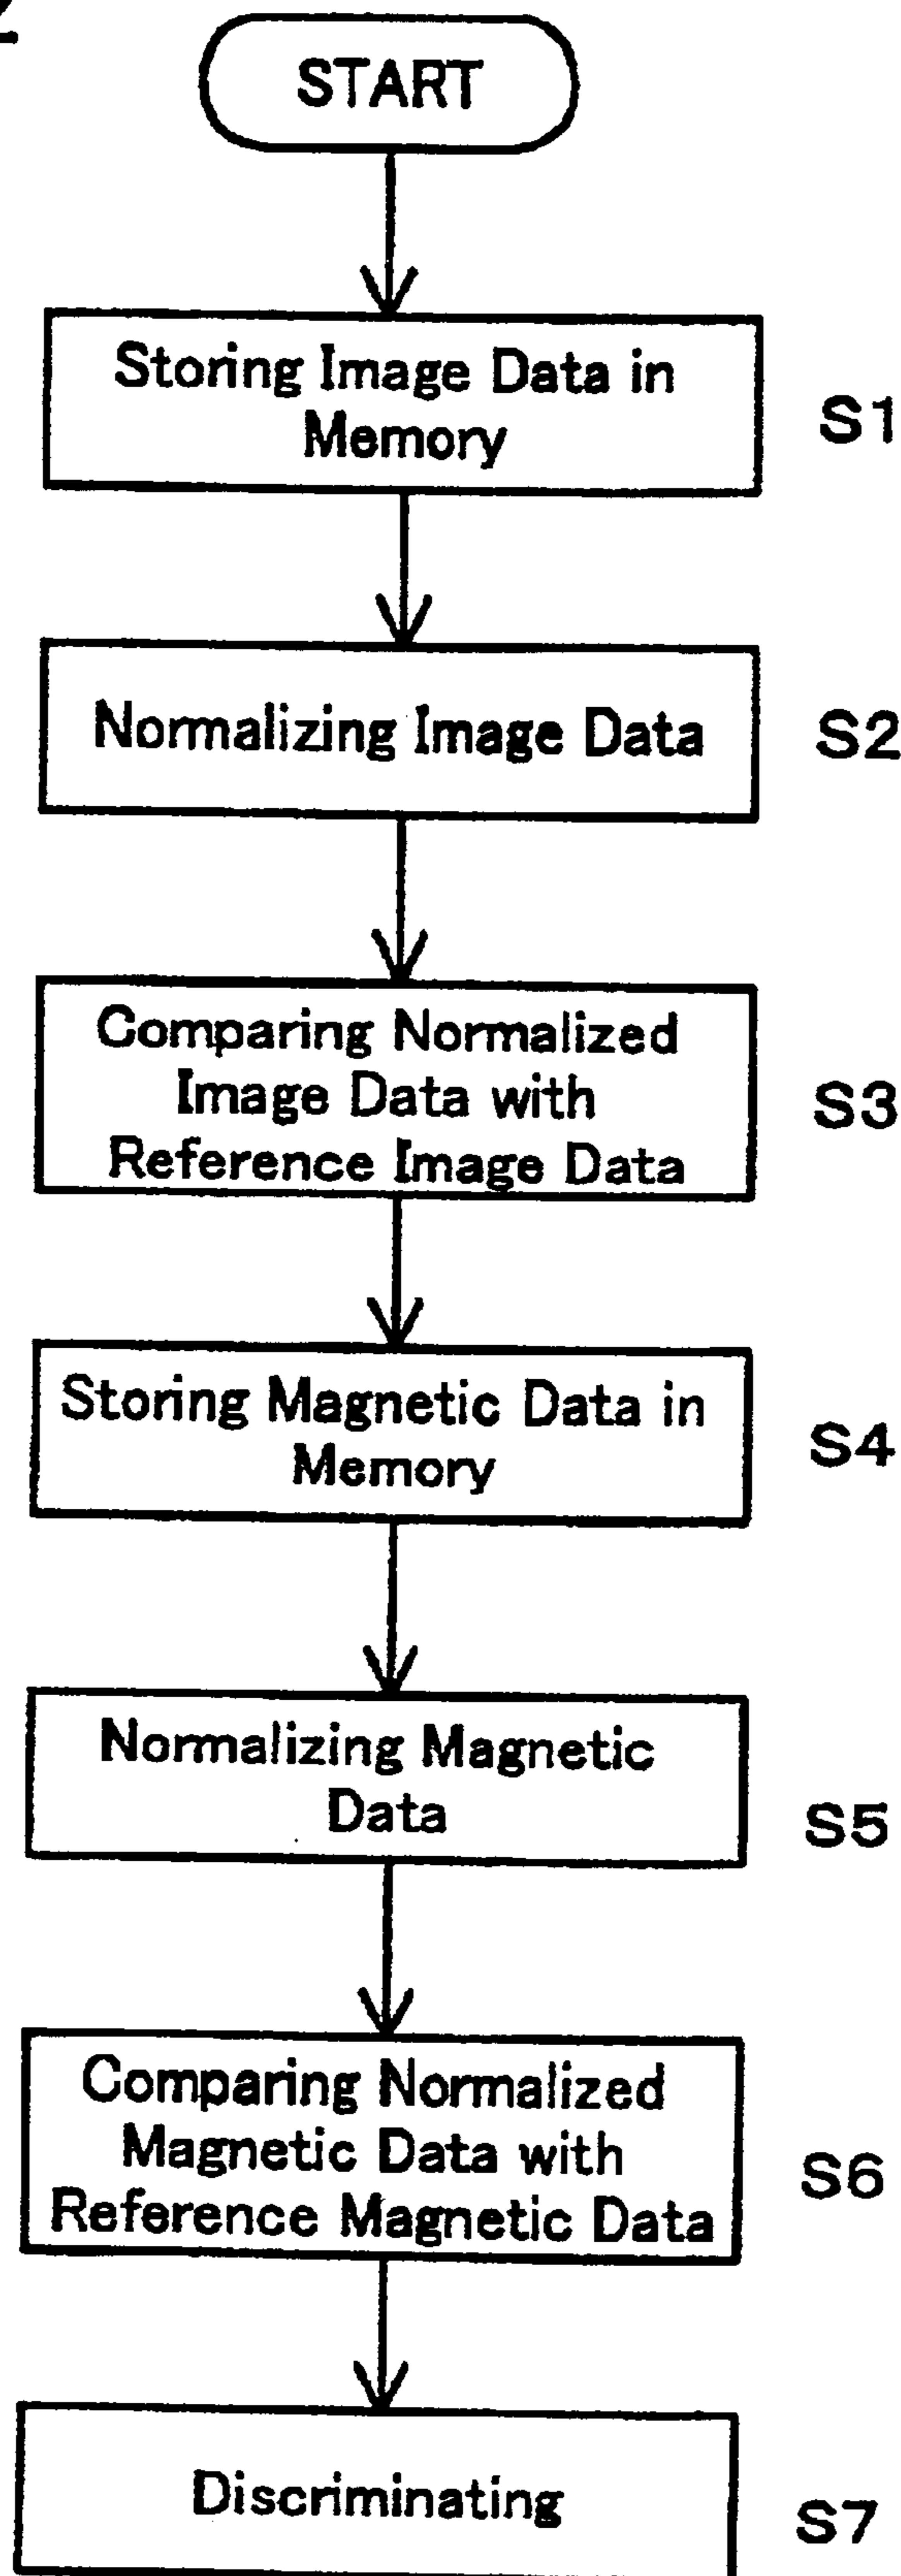 START
Storing Image Data in
Memory
S1
Normalizing Image Data
S2
Comparing Normalized
Image Data with
Reference Image Data
S3
Storing Magnetic Data in
Memory
S4
Normalizing Magnetic
Data
S5
Comparing Normalized
Magnetic Data with
Reference Magnetic Data
S6
Discriminating
S7